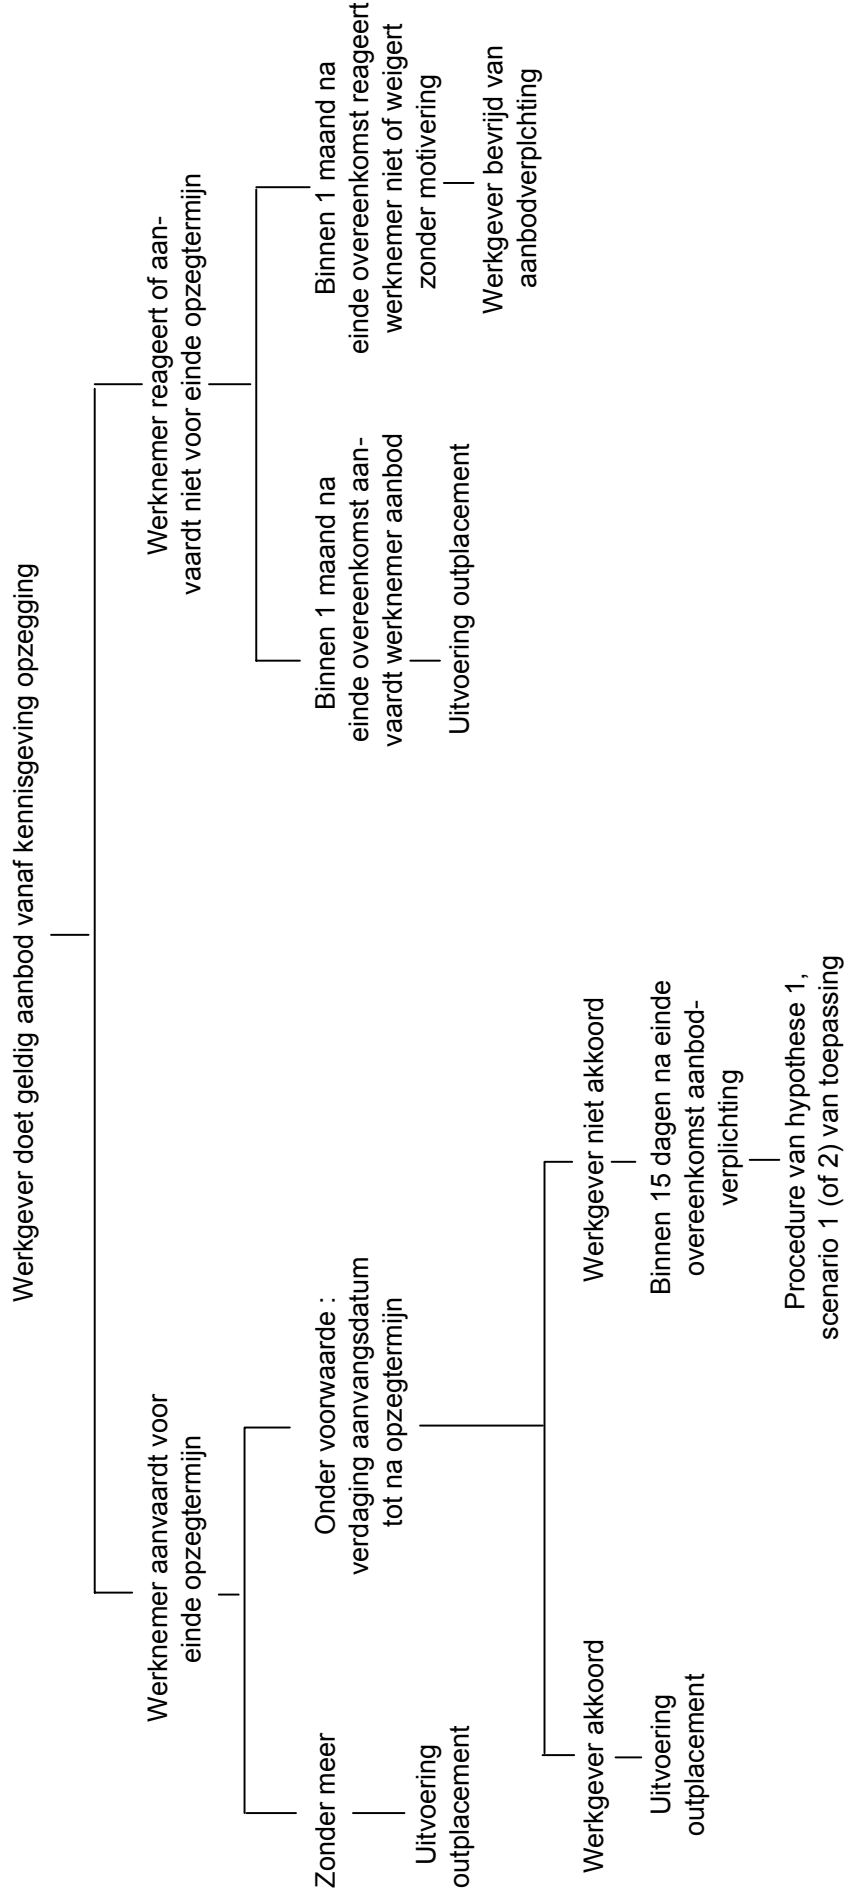 Werkgever doet geldig aanbod vanaf kennisgeving opzegging
Werknemer aanvaardt voor
einde opzegtermijn
Zonder meer
Uitvoering
outplacement
Onder voorwaarde :
verdaging aanvangsdatum
tot na opzegtermijn
Werkgever akkoord
Uitvoering
outplacement
Werkgever niet akkoord
Binnen 15 dagen na einde
overeenkomst aanbod-
verplichting
Procedure van hypothese 1,
scenario 1 (of 2) van toepassing
Werknemer reageert of aan-
vaardt niet voor einde opzegtermijn
Binnen 1 maand na
einde overeenkomst aan-
vaardt werknemer aanbod
Uitvoering outplacement
Binnen 1 maand na
einde overeenkomst reageert
werknemer niet of weigert
zonder motivering
Werkgever bevrijd van
aanbodverplchting